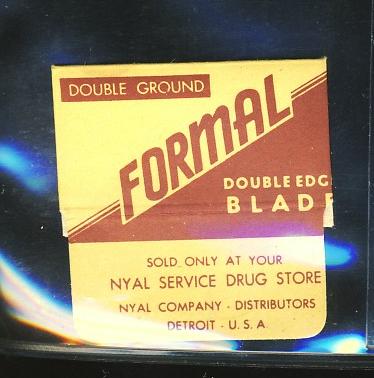 DOUBLE GROUND
FORMAL
DOUBLE EDG
BLADE
SOLD ONLY AT YOUR
NYAL SERVICE DRUG STORE
NYAL COMPANY - DISTRIBUTORS
DETROIT - U.S.A.